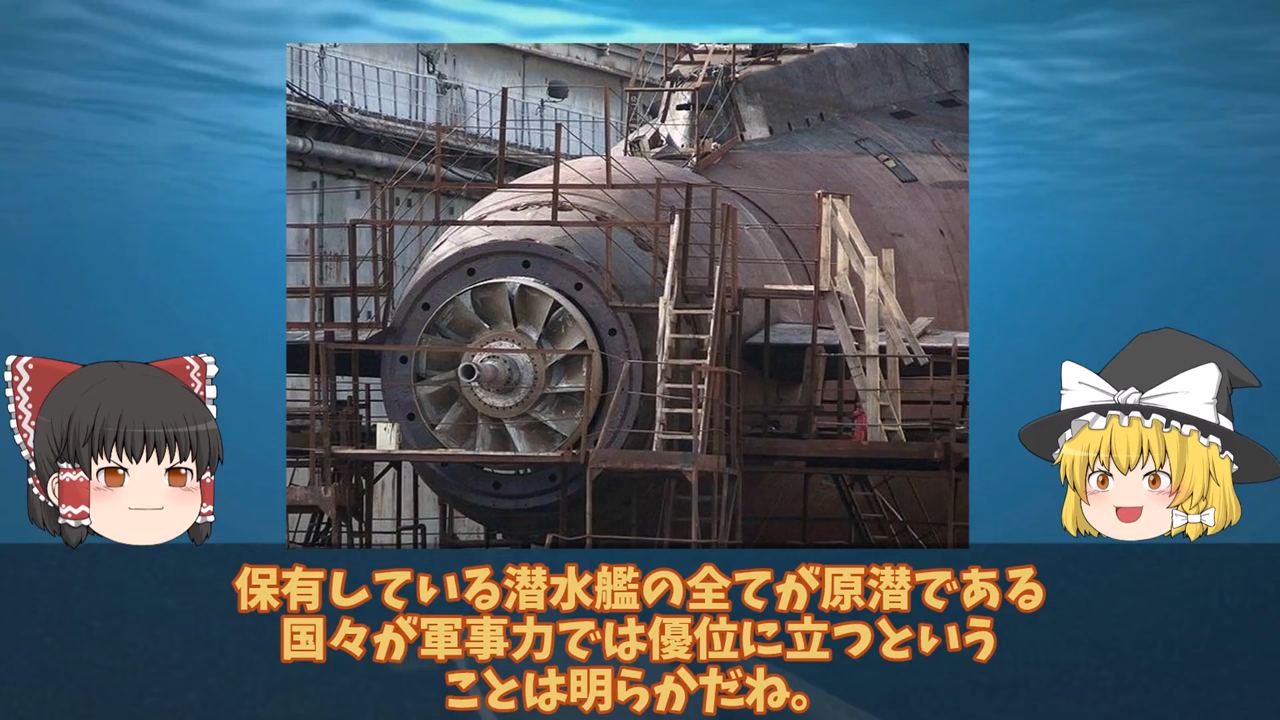 保有している潜水艦の全てが原潜である
国々が軍事力では優位に立つという
ことは明らかだね。